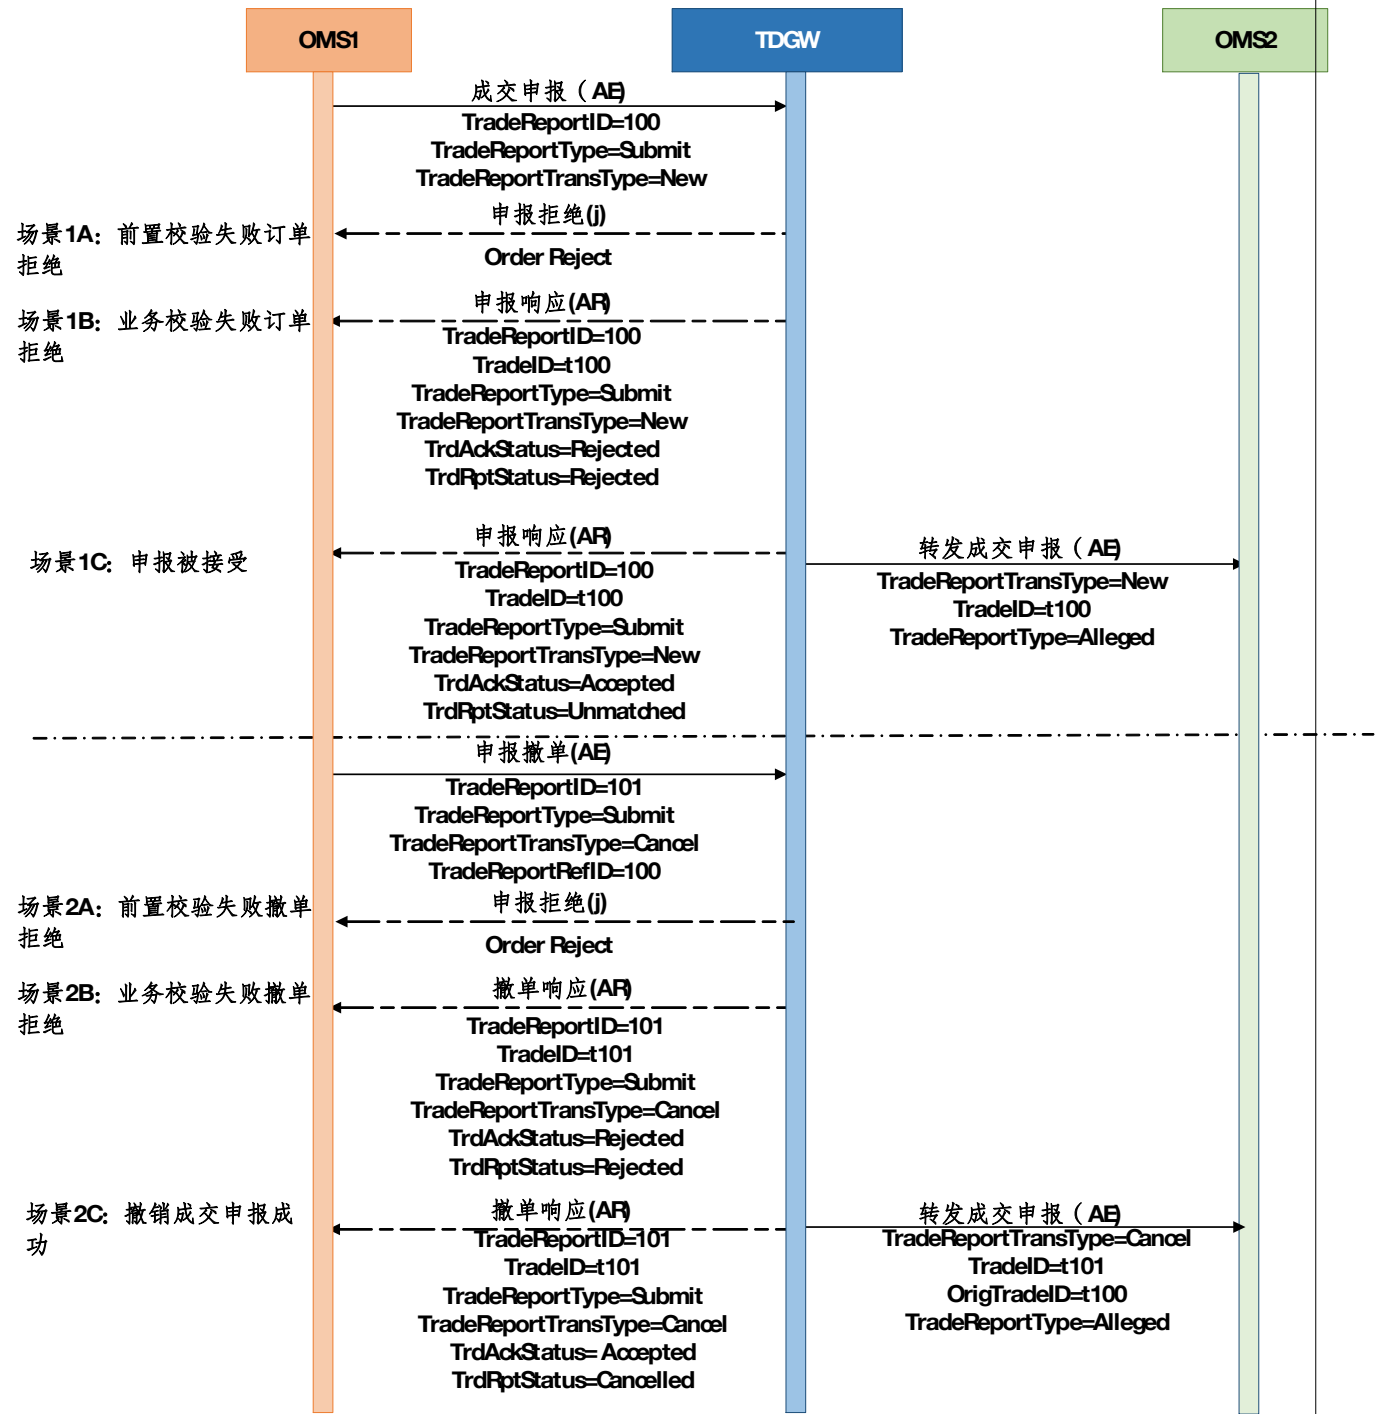 OMS1
TDGW
OMS2
成交申报（AE)
TradeReportID=100
TradeReportType=Submit
TradeReportTransType=New
申报拒绝(j)
场景1A：前置校验失败订单
拒绝
Order Reject
申报响应(AR)
场景1B：业务校验失败订单
拒绝
TradeReportID=100
TradeID=t100
TradeReportType=Submit
TradeReportTransType=New
TrdAckStatus=Rejected
TrdRptStatus=Rejected
申报响应(AR)
转发成交申报（AE)
场景1C：申报被接受
TradeReportID=100
TradeID=t100
TradeReportType=Submit
TradeReportTransType=New
TrdAckStatus=Accepted
TrdRptStatus=Unmatched
TradeReportTransType=New
TradeID=t100
TradeReportType=Alleged
申报撤单(AE)
TradeReportID=101
TradeReportType=Submit
TradeReportTransType=Cancel
TradeReportRefID=100
申报拒绝(j)
场景2A：前置校验失败撤单
拒绝
Order Reject
撤单响应(AR)
场景2B：业务校验失败撤单
拒绝
TradeReportID=101
TradeID=t101
TradeReportType=Submit
TradeReportTransType=Cancel
TrdAckStatus=Rejected
TrdRptStatus=Rejected
撤单响应(AR)
转发成交申报（AE)
场景2C：撤销成交申报成
功
TradeReportID=101
TradeID=t101
TradeReportType=Submit
TradeReportTransType=Cancel
TrdAckStatus= Accepted
TrdRptStatus=Cancelled
TradeReportTransType=Cancel
TradeID=t101
OrigTradeID=t100
TradeReportType=Alleged